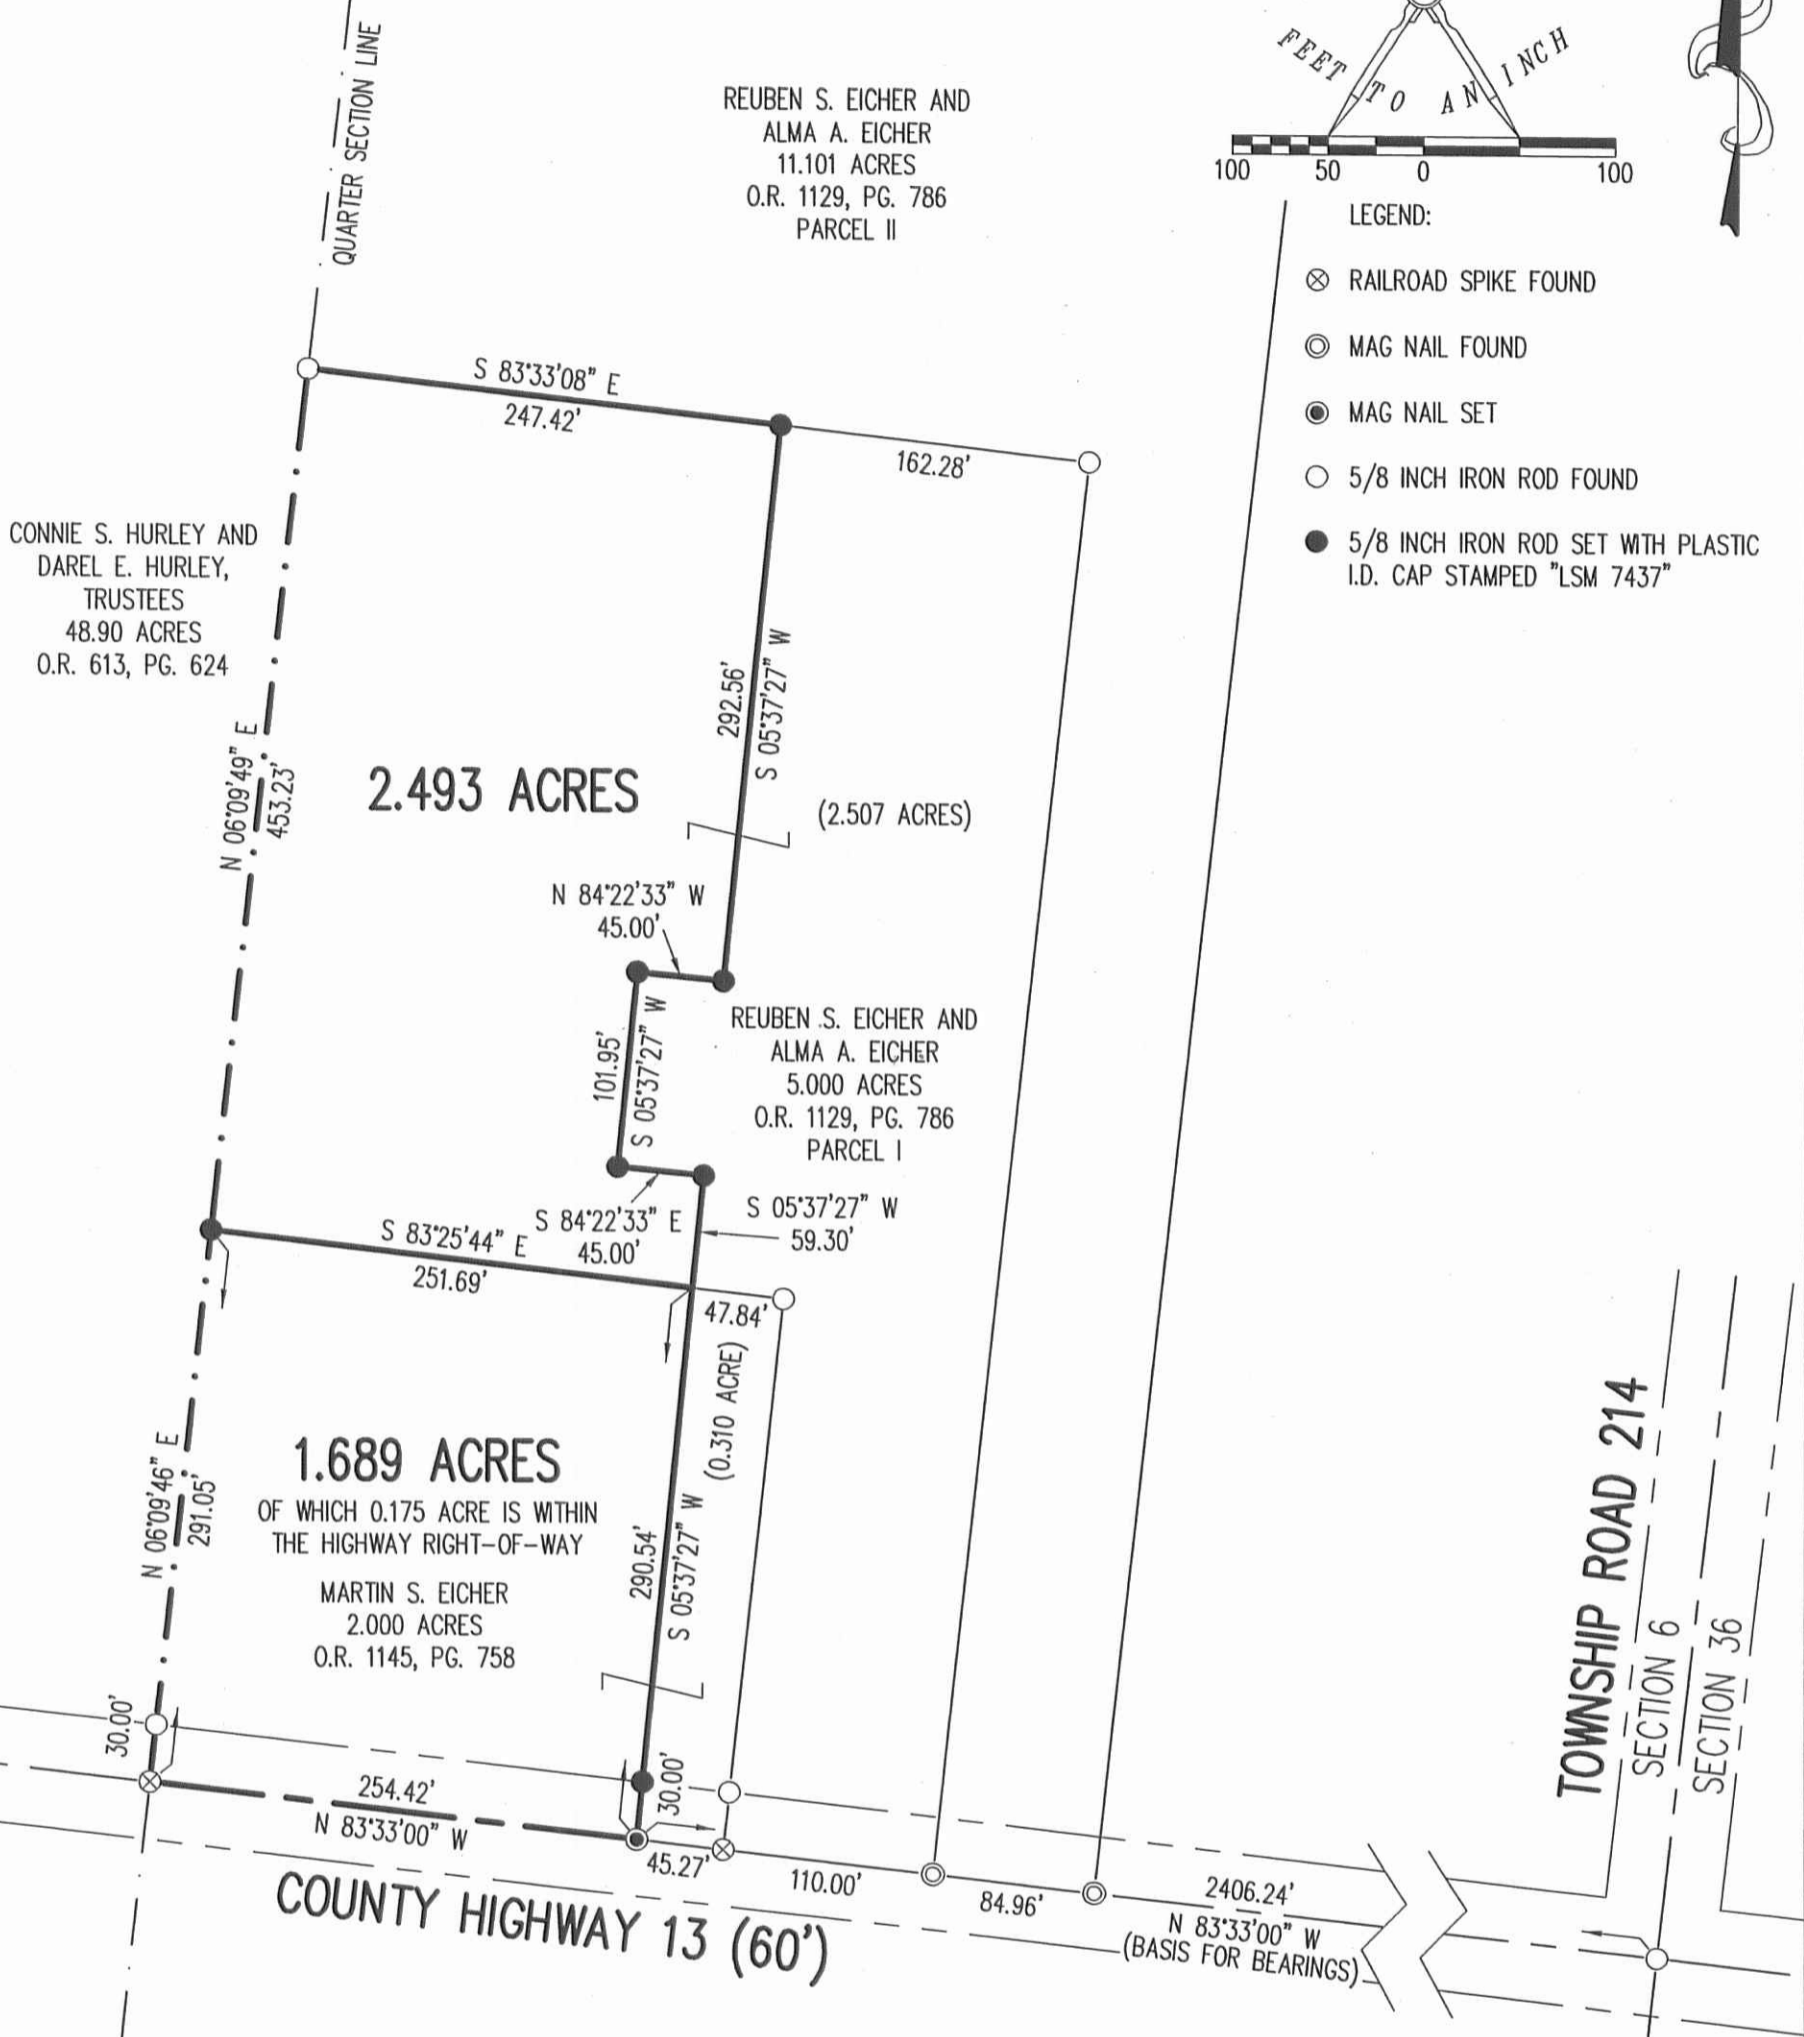 QUARTER SECTION LINE
REUBEN S. EICHER AND
ALMA A. EICHER
11.101 ACRES
O.R. 1129, PG. 786
PARCEL II
FEET TO AN INCH
100 50 0 100
LEGEND:
RAILROAD SPIKE FOUND
MAG NAIL FOUND
MAG NAIL SET
5/8 INCH IRON ROD FOUND
5/8 INCH IRON ROD SET WITH PLASTIC
I.D. CAP STAMPED "LSM 7437"
S 83°33'08" E
247.42'
162.28'
CONNIE S. HURLEY AND
DAREL E. HURLEY,
TRUSTEES
48.90 ACRES
O.R. 613, PG. 624
N 06°09'49" E
453.23'
2.493 ACRES
292.56'
S 05°37'27" W
(2.507 ACRES)
N 84°22'33" W
45.00'
101.95'
S 05°37'27" W
REUBEN S. EICHER AND
ALMA A. EICHER
5.000 ACRES
O.R. 1129, PG. 786
PARCEL I
S 84°22'33" E
45.00'
S 05°37'27" W
59.30'
S 83°25'44" E
251.69'
47.84'
(0.310 ACRE)
N 06°09'46" E
291.05'
1.689 ACRES
OF WHICH 0.175 ACRE IS WITHIN
THE HIGHWAY RIGHT-OF-WAY
MARTIN S. EICHER
2.000 ACRES
O.R. 1145, PG. 758
290.54'
S 05°37'27" W
30.00'
30.00'
254.42'
N 83°33'00" W
45.27'
110.00'
84.96'
2406.24'
N 83°33'00" W
(BASIS FOR BEARINGS)
COUNTY HIGHWAY 13 (60')
TOWNSHIP ROAD 214
SECTION 6
SECTION 36